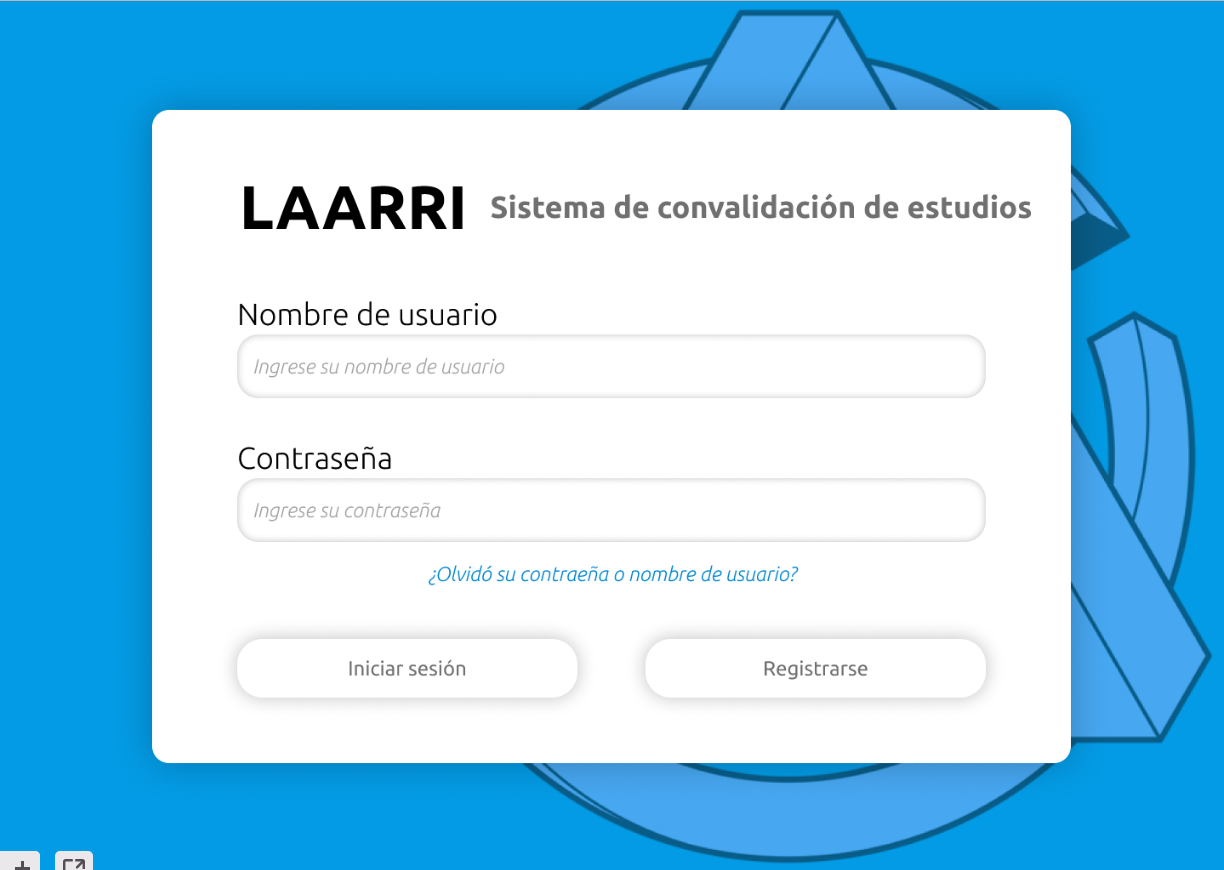 LAARRI Sistema de convalidación de estudios
Nombre de usuario
Ingrese su nombre de usuario
Contraseña
Ingrese su contraseña
¿Olvidó su contraeña o nombre de usuario?
Iniciar sesión Registrarse